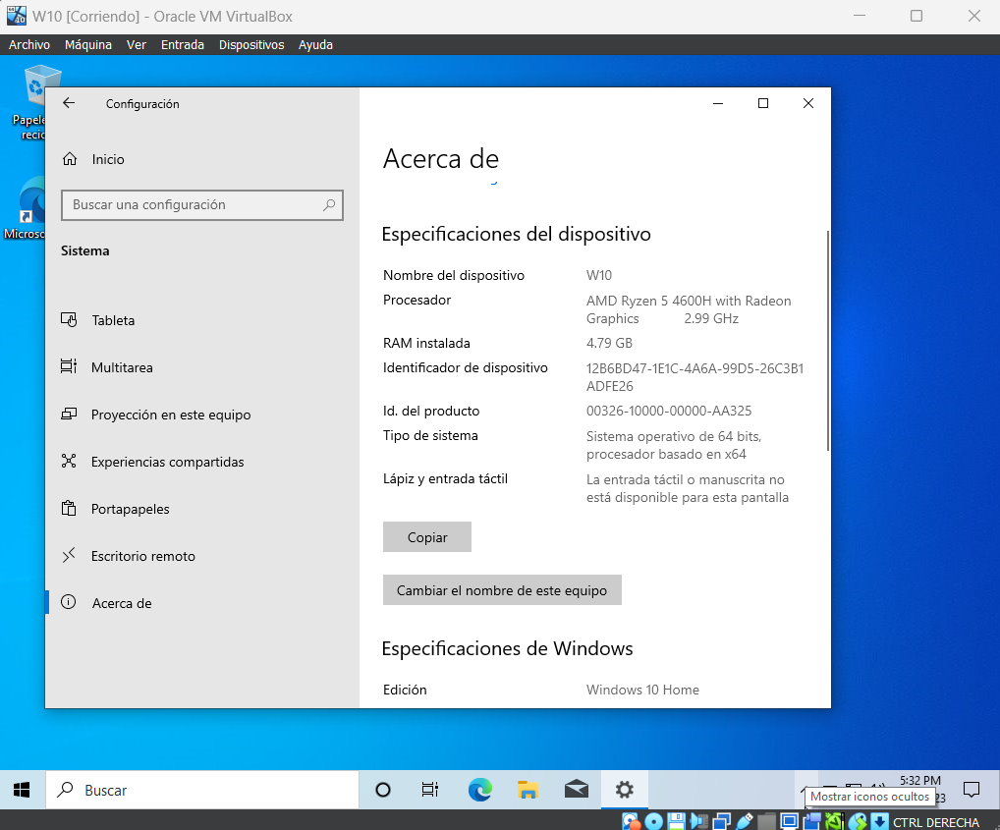 W10 [Corriendo] - Oracle VM VirtualBox
Archivo Máquina Ver Entrada Dispositivos Ayuda
Configuración
Inicio
Buscar una configuración
Sistema
Tableta
Multitarea
Proyección en este equipo
Experiencias compartidas
Portapapeles
Escritorio remoto
Acerca de
Acerca de
Especificaciones del dispositivo
Nombre del dispositivo W10
Procesador AMD Ryzen 5 4600H with Radeon
Graphics 2.99 GHz
RAM instalada 4.79 GB
Identificador de dispositivo 12B6BD47-1E1C-4A6A-99D5-26C3B1
ADFE26
Id. del producto 00326-10000-00000-AA325
Tipo de sistema Sistema operativo de 64 bits,
procesador basado en x64
Lápiz y entrada táctil La entrada táctil o manuscrita no
está disponible para esta pantalla
Copiar
Cambiar el nombre de este equipo
Especificaciones de Windows
Edición Windows 10 Home
Papele
recic
Micros
Buscar
5:32 PM
23
Mostrar iconos ocultos
CTRL DERECHA